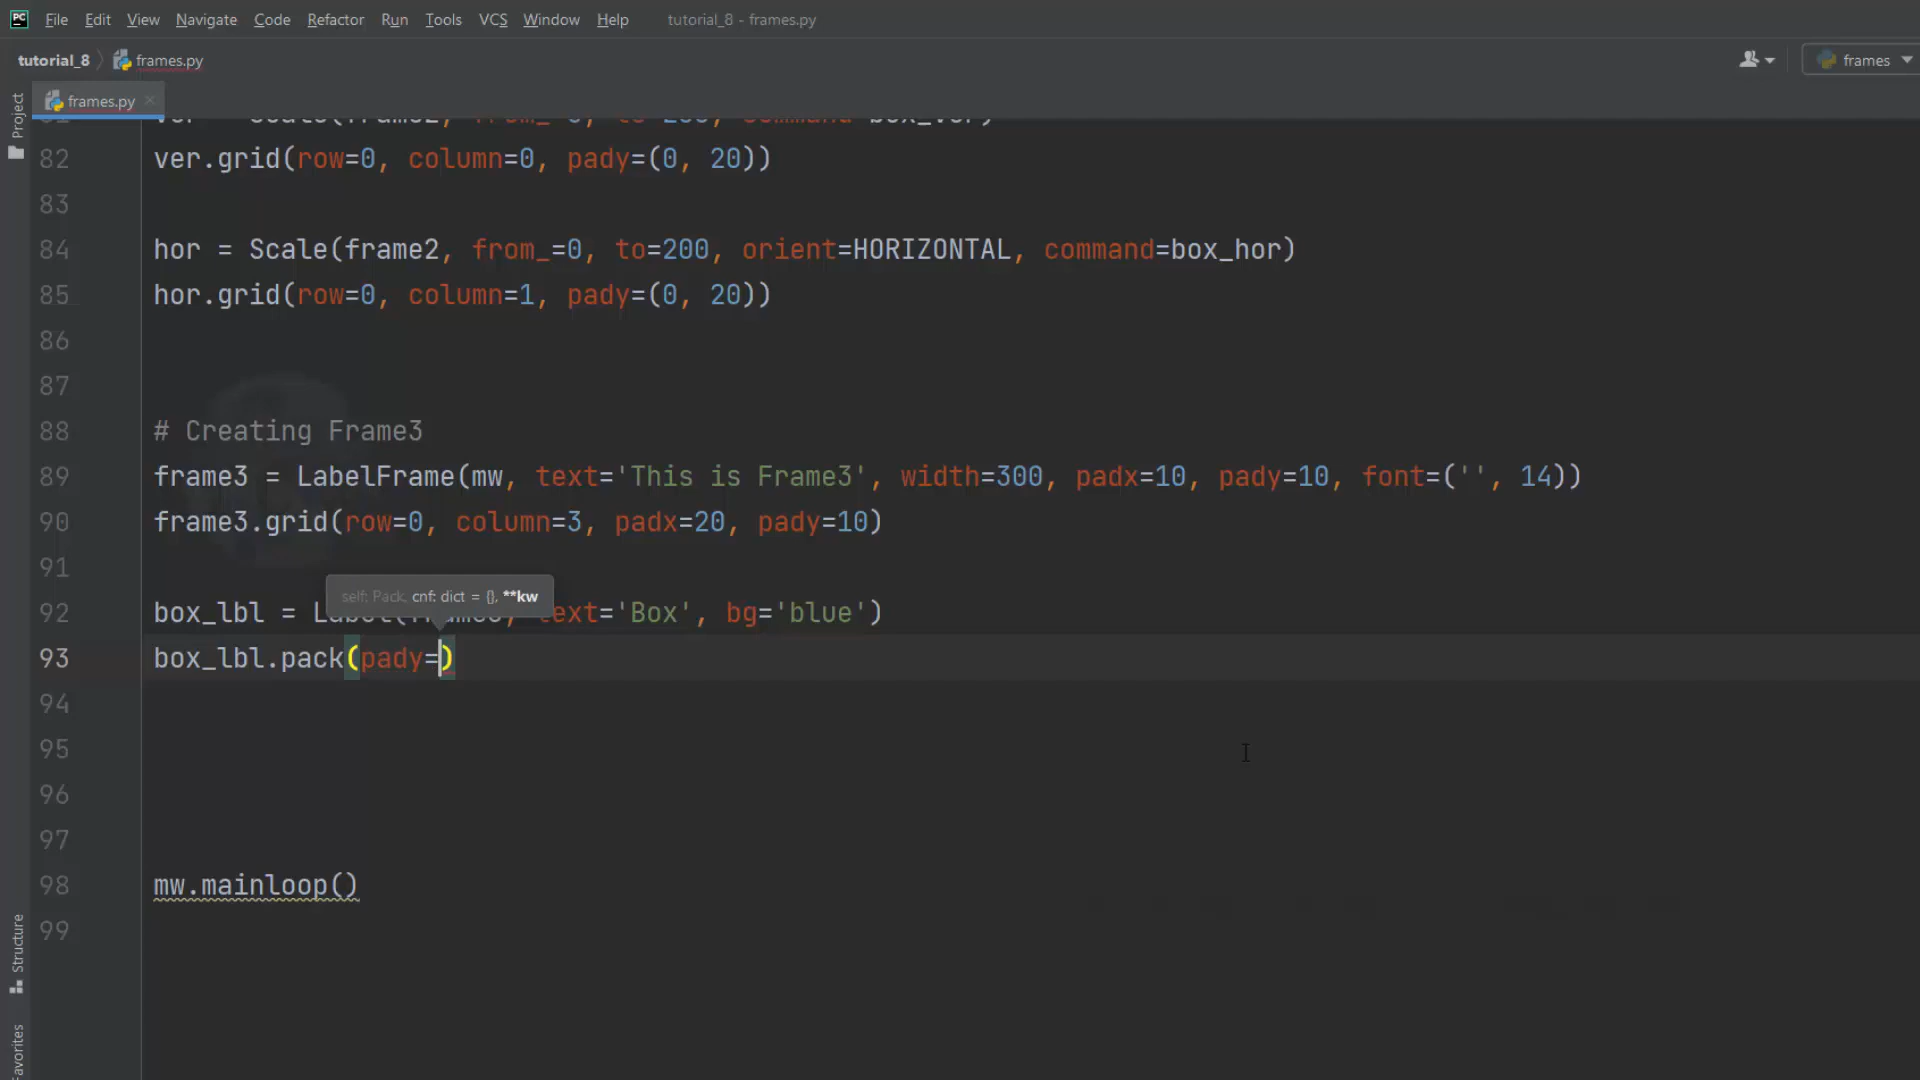 PC File Edit View Navigate Code Refactor Run Tools VCS Window Help tutorial_8 - frames.py
tutorial_8 frames.py
frames
frames.py
Project
82 ver.grid(row=0, column=0, pady=(0, 20))
83
84 hor = Scale(frame2, from_=0, to=200, orient=HORIZONTAL, command=box_hor)
85 hor.grid(row=0, column=1, pady=(0, 20))
86
87
88 # Creating Frame3
89 frame3 = LabelFrame(mw, text='This is Frame3', width=300, padx=10, pady=10, font=('', 14))
90 frame3.grid(row=0, column=3, padx=20, pady=10)
91
self: Pack, cnf: dict = {}, **kw
92 box_lbl = text='Box', bg='blue')
93 box_lbl.pack(pady=)
94
95
96
97
98 mw.mainloop()
99
Structure
Favorites